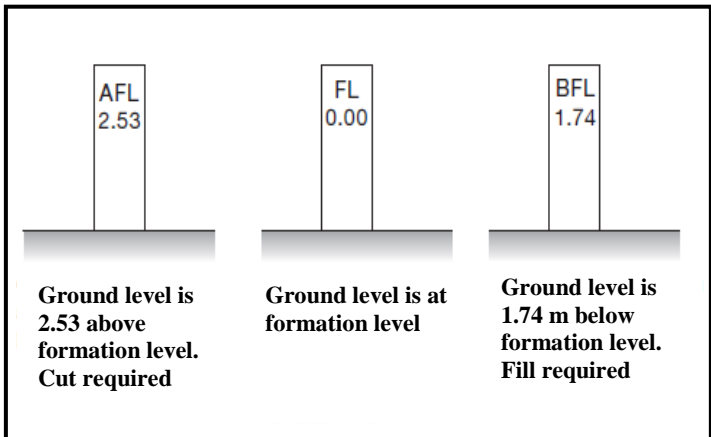 AFL
2.53
FL
0.00
BFL
1.74
Ground level is
2.53 above
formation level.
Cut required
Ground level is at
formation level
Ground level is
1.74 m below
formation level.
Fill required